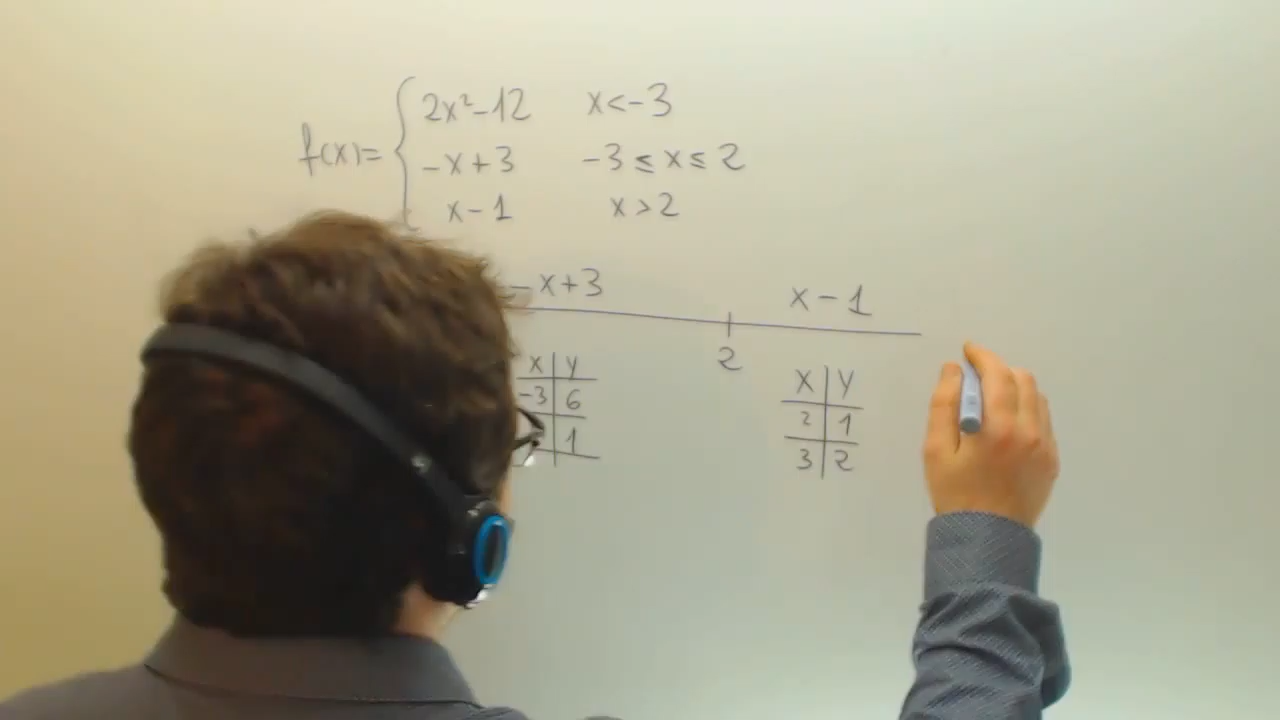 f(x)= { 2x²-12 x<-3
-x+3 -3≤x≤2
x-1 x>2
-x+3 x-1
2
x y
-3 6
1
x y
2 1
3 2